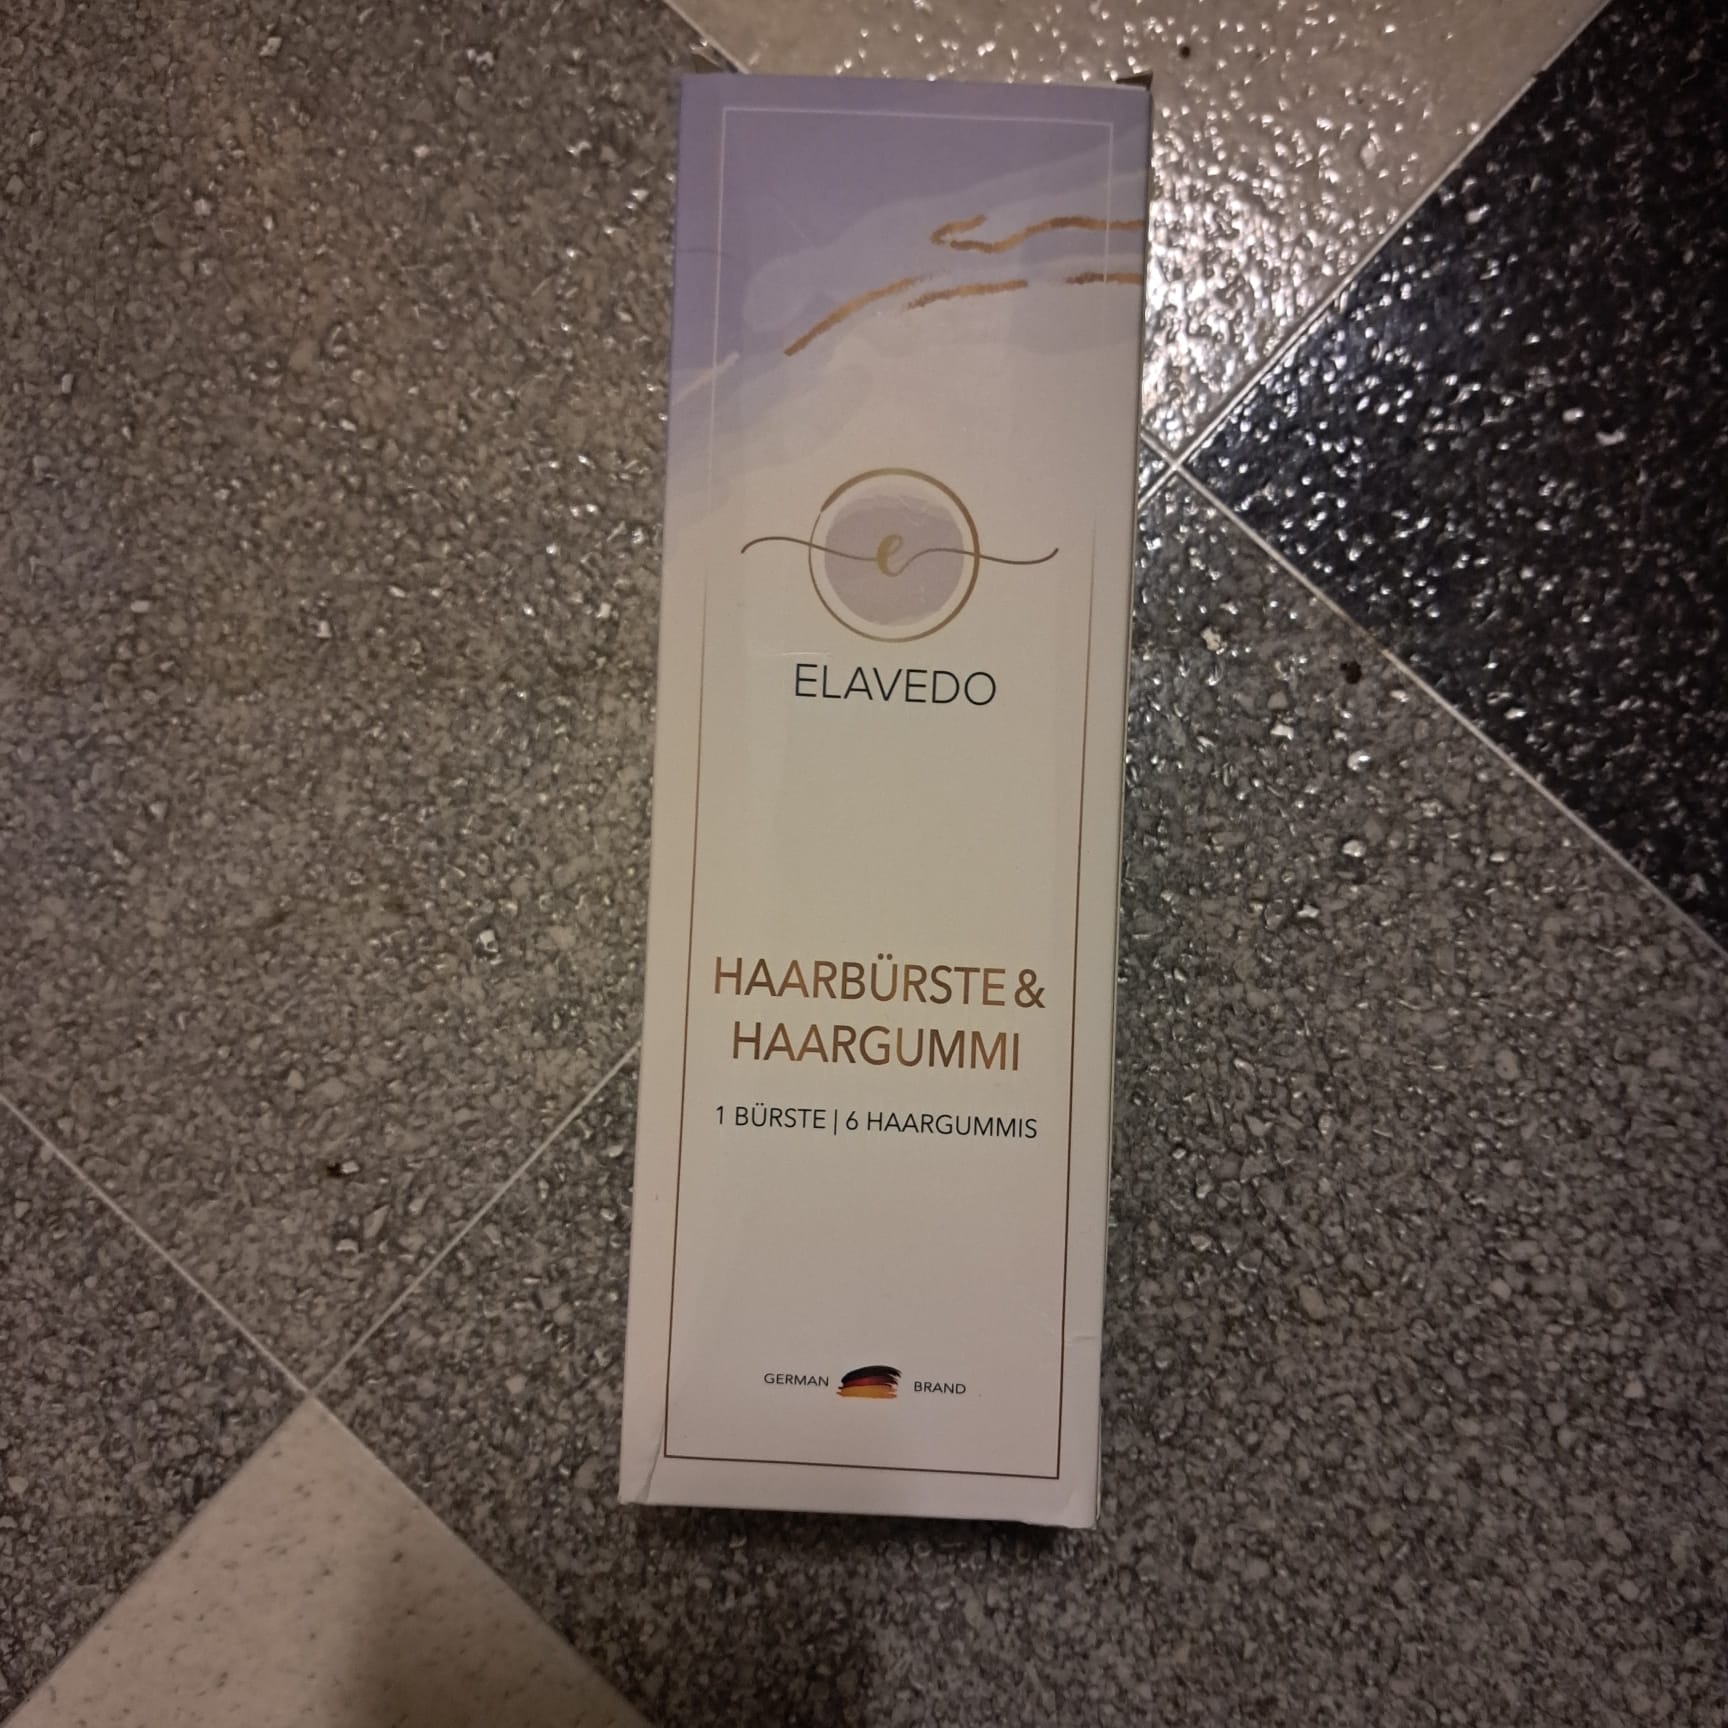 e
ELAVEDO
HAARBÜRSTE &
HAARGUMMI
1 BÜRSTE | 6 HAARGUMMIS
GERMAN BRAND